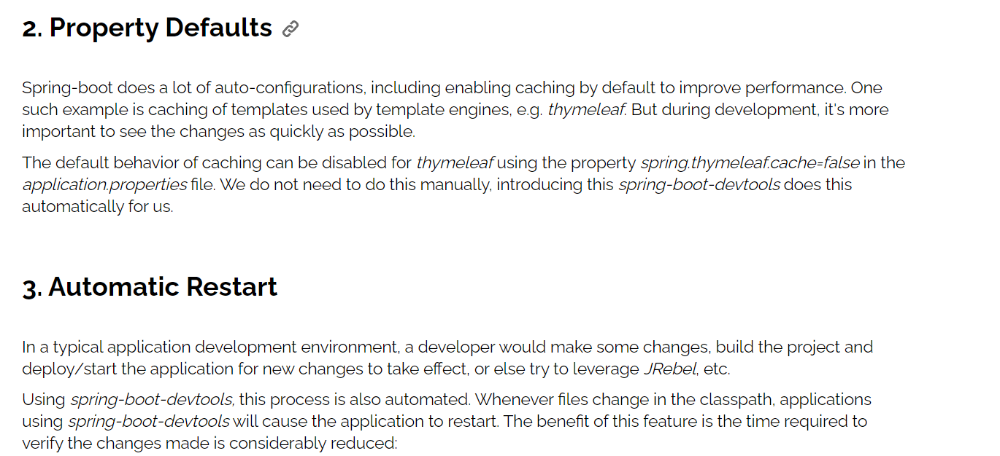 2. Property Defaults
Spring-boot does a lot of auto-configurations, including enabling caching by default to improve performance. One
such example is caching of templates used by template engines, e.g. thymeleaf. But during development, it's more
important to see the changes as quickly as possible.
The default behavior of caching can be disabled for thymeleaf using the property spring.thymeleaf.cache=false in the
application.properties file. We do not need to do this manually, introducing this spring-boot-devtools does this
automatically for us.
3. Automatic Restart
In a typical application development environment, a developer would make some changes, build the project and
deploy/start the application for new changes to take effect, or else try to leverage JRebel, etc.
Using spring-boot-devtools, this process is also automated. Whenever files change in the classpath, applications
using spring-boot-devtools will cause the application to restart. The benefit of this feature is the time required to
verify the changes made is considerably reduced: